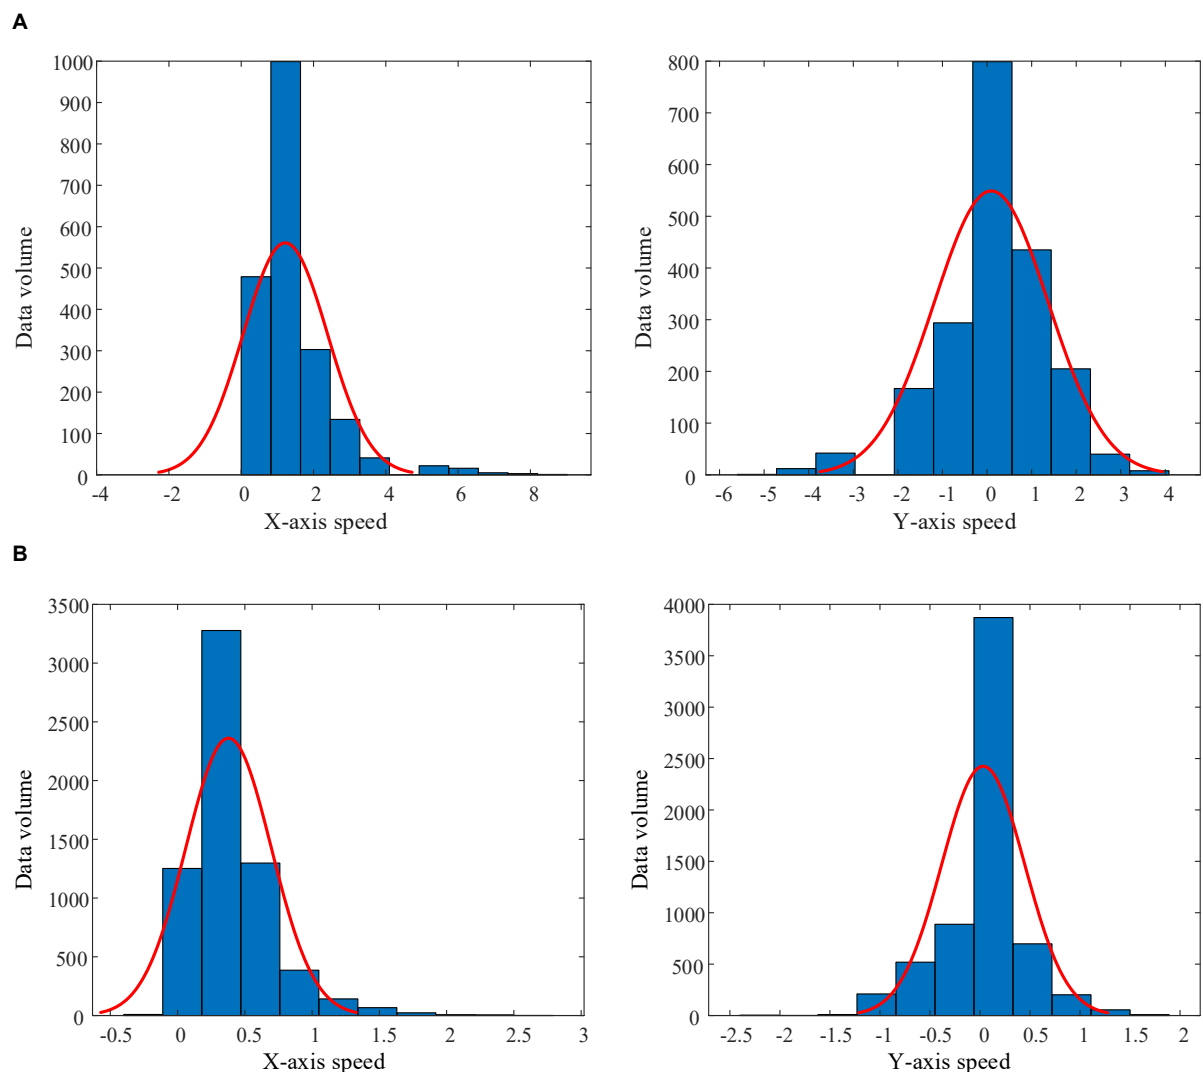 A
1000
900
800
700
600
500
400
300
200
100
0
Data volume
-4 -2 0 2 4 6 8
X-axis speed
800
700
600
500
400
300
200
100
0
Data volume
-6 -5 -4 -3 -2 -1 0 1 2 3 4
Y-axis speed
B
3500
3000
2500
2000
1500
1000
500
0
Data volume
-0.5 0 0.5 1 1.5 2 2.5 3
X-axis speed
4000
3500
3000
2500
2000
1500
1000
500
0
Data volume
-2.5 -2 -1.5 -1 -0.5 0 0.5 1 1.5 2
Y-axis speed